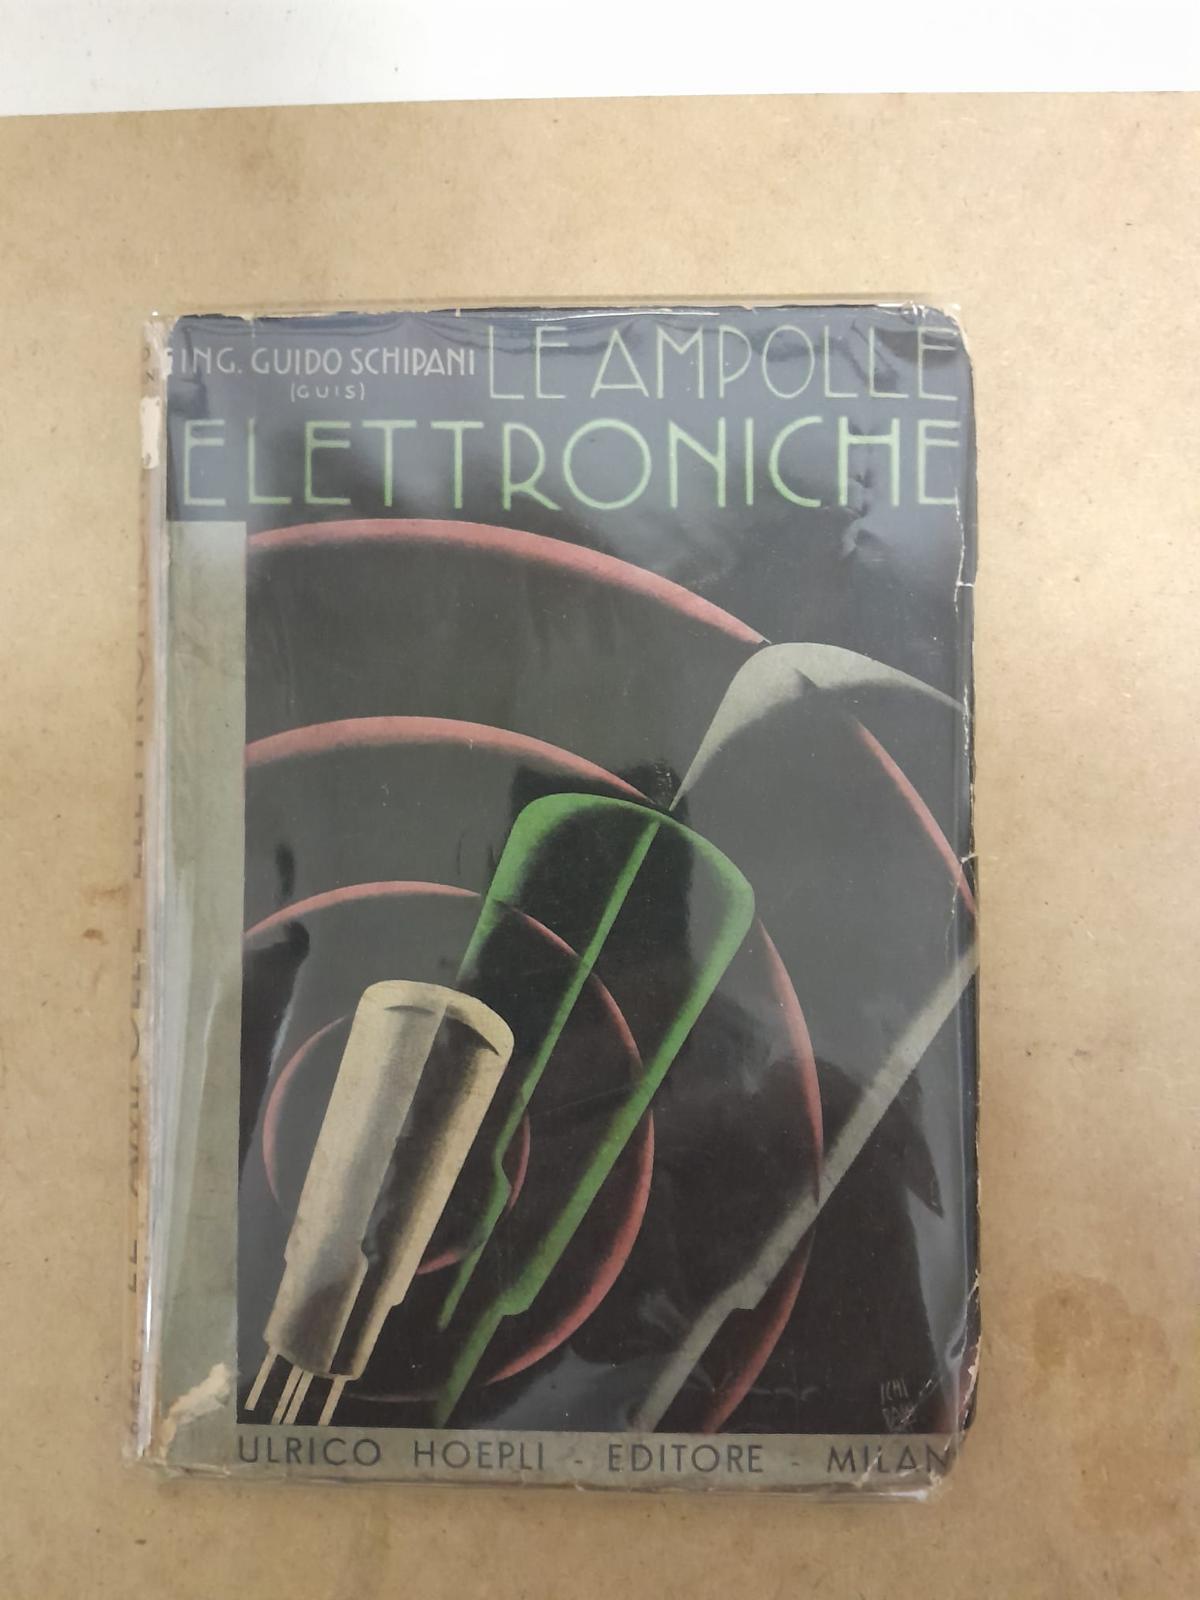 ING. GUIDO SCHIPANI
(GUIS)
LE AMPOLLE
ELETTRONICHE
ULRICO HOEPLI - EDITORE - MILAN